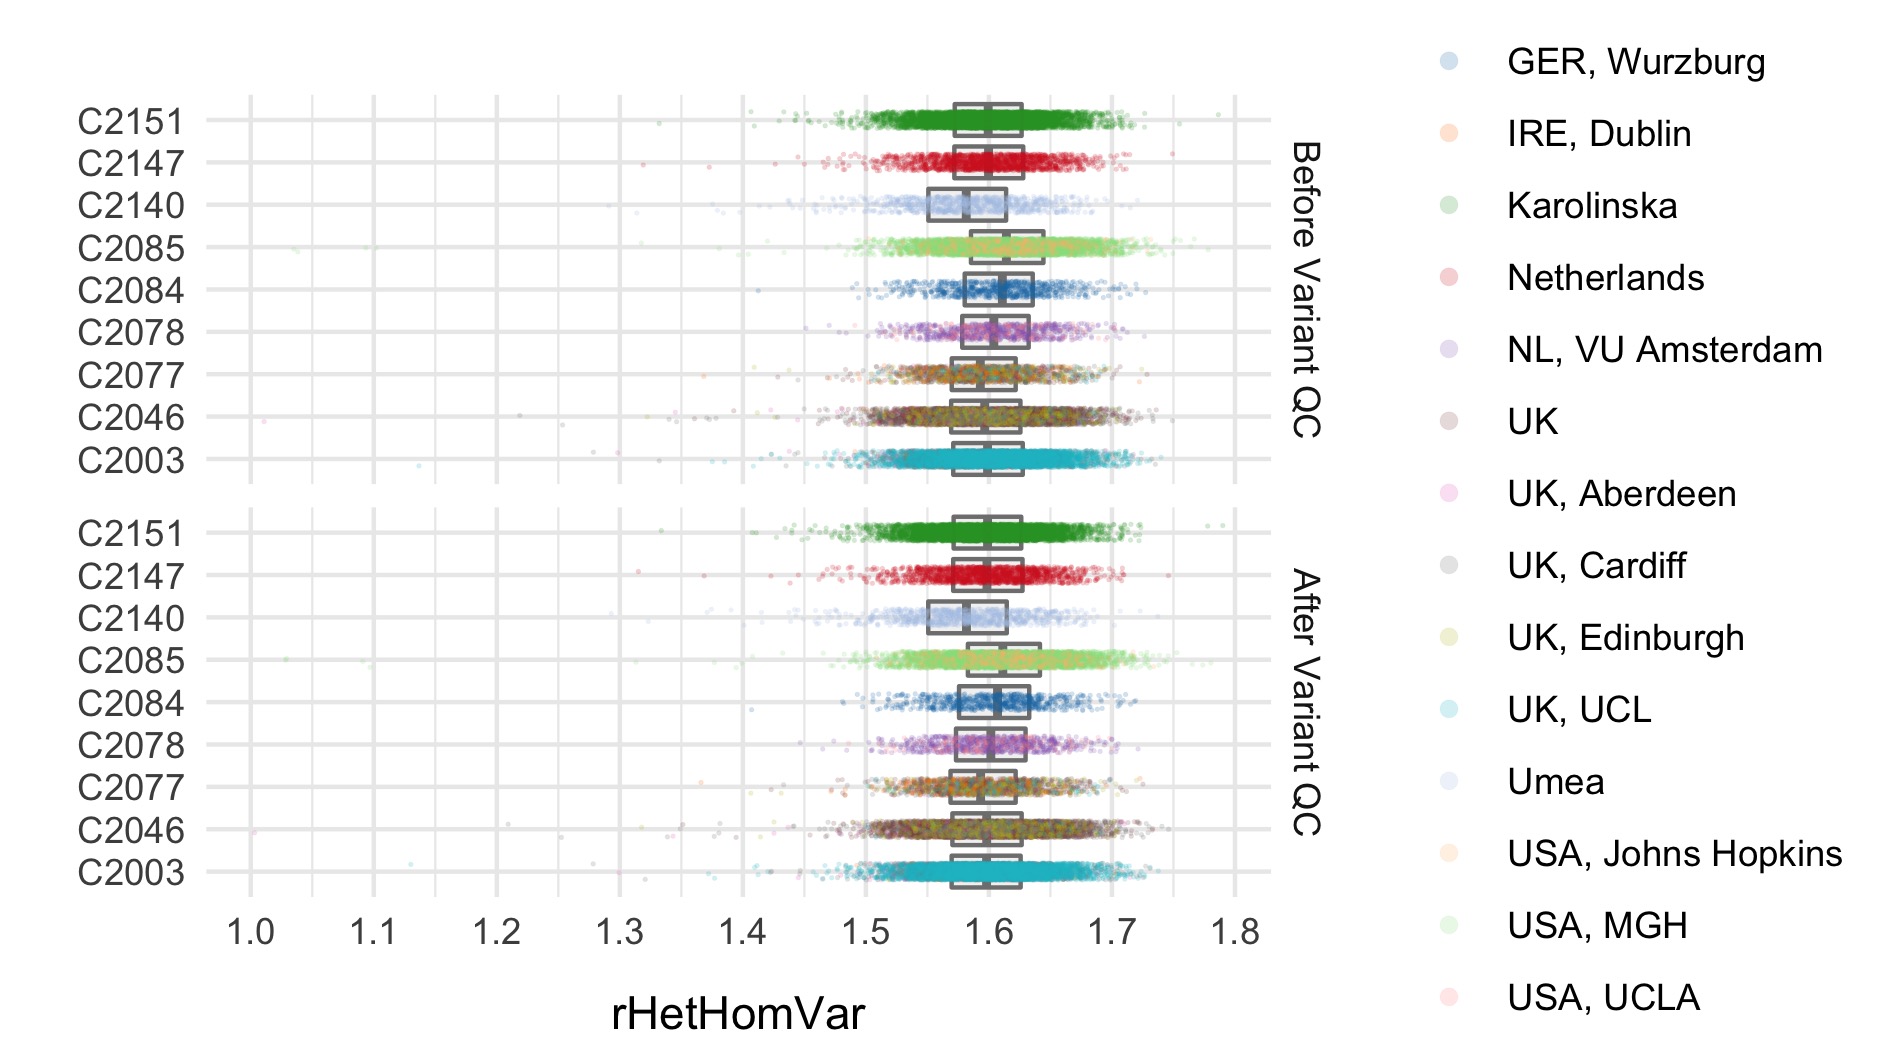 C2151
C2147
C2140
C2085
C2084
C2078
C2077
C2046
C2003
Before Variant QC
C2151
C2147
C2140
C2085
C2084
C2078
C2077
C2046
C2003
After Variant QC
1.0 1.1 1.2 1.3 1.4 1.5 1.6 1.7 1.8
rHetHomVar
GER, Wurzburg
IRE, Dublin
Karolinska
Netherlands
NL, VU Amsterdam
UK
UK, Aberdeen
UK, Cardiff
UK, Edinburgh
UK, UCL
Umea
USA, Johns Hopkins
USA, MGH
USA, UCLA